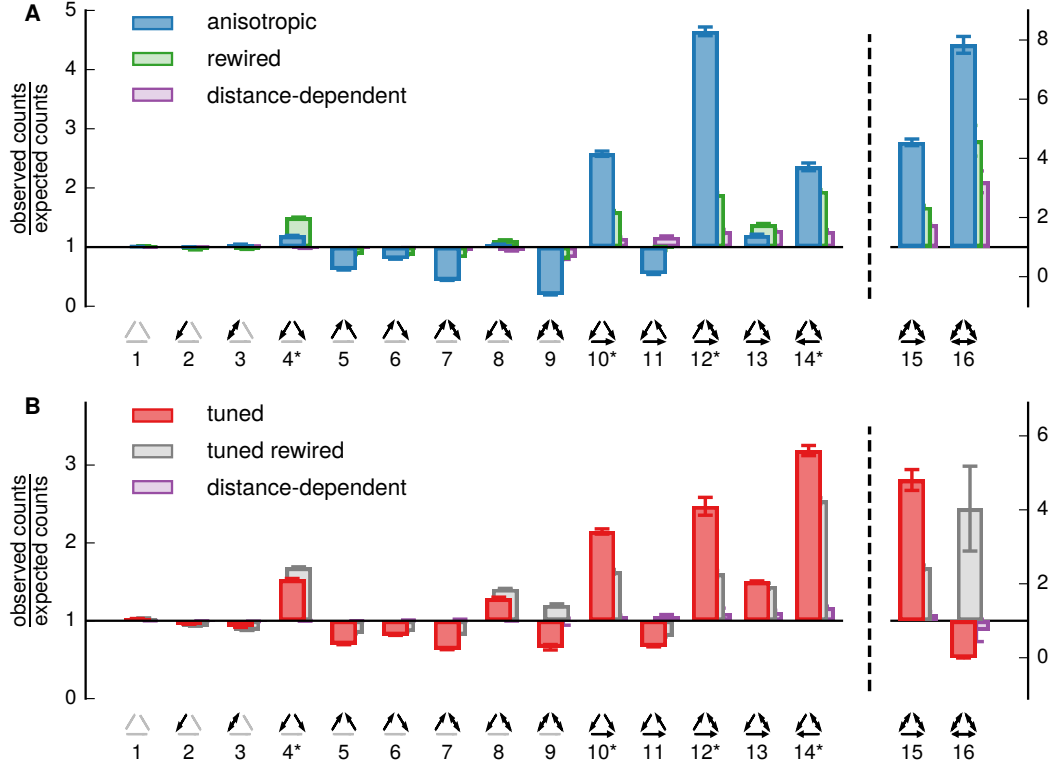 A
anisotropic
rewired
distance-dependent
observed counts
expected counts
5
4
3
2
1
0
8
6
4
2
0
1 2 3 4* 5 6 7 8 9 10* 11 12* 13 14* 15 16
B
tuned
tuned rewired
distance-dependent
observed counts
expected counts
3
2
1
0
6
4
2
0
1 2 3 4* 5 6 7 8 9 10* 11 12* 13 14* 15 16